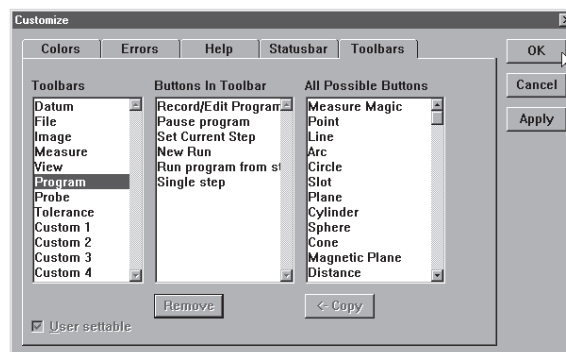 Customize
Colors Errors Help Statusbar Toolbars
OK
Cancel
Apply
Toolbars
Datum
File
Image
Measure
View
Program
Probe
Tolerance
Custom 1
Custom 2
Custom 3
Custom 4
Buttons In Toolbar
Record/Edit Program
Pause program
Set Current Step
New Run
Run program from st
Single step
All Possible Buttons
Measure Magic
Point
Line
Arc
Circle
Slot
Plane
Cylinder
Sphere
Cone
Magnetic Plane
Distance
Remove
<- Copy
User settable